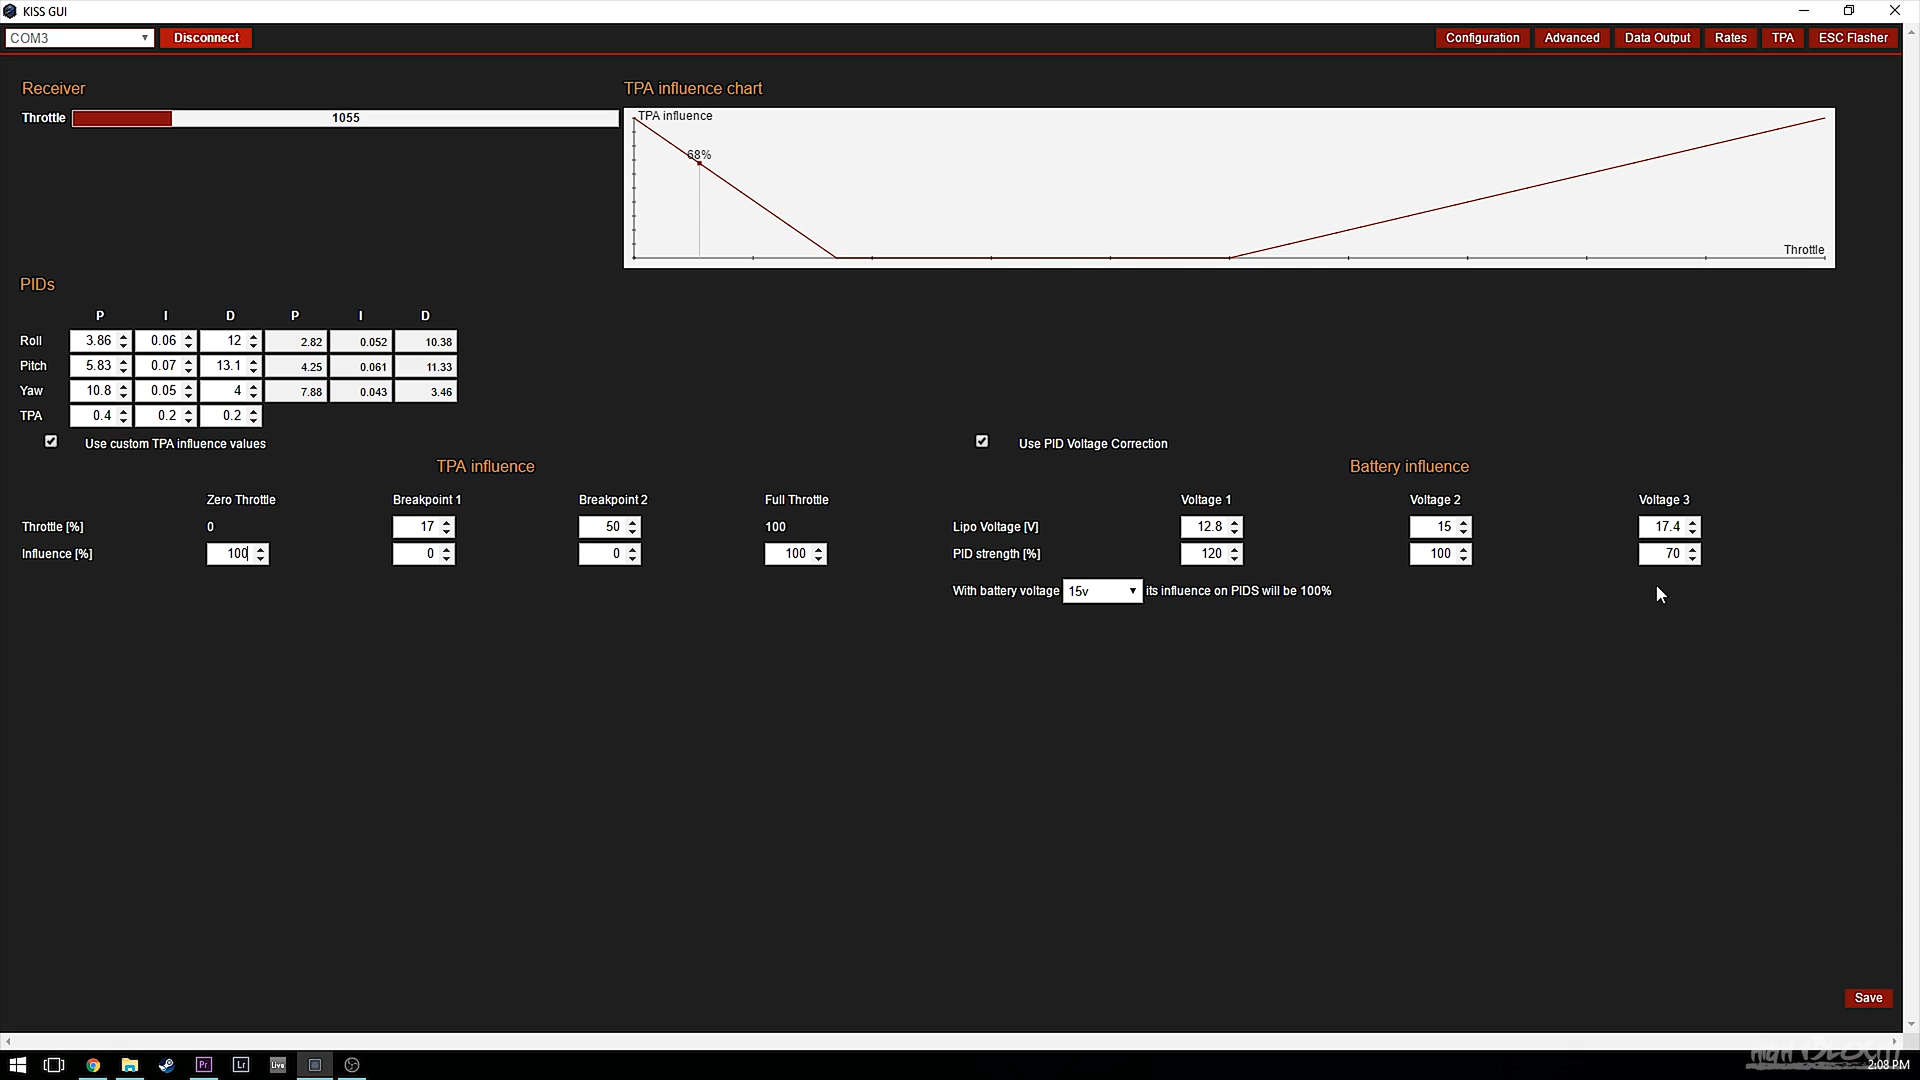 KISS GUI
COM3 Disconnect Configuration Advanced Data Output Rates TPA ESC Flasher
Receiver
Throttle 1055
TPA influence chart
TPA influence
68%
Throttle
PIDs
P I D P I D
Roll 3.86 0.06 12 2.82 0.052 10.38
Pitch 5.83 0.07 13.1 4.25 0.061 11.33
Yaw 10.8 0.05 4 7.88 0.043 3.46
TPA 0.4 0.2 0.2
Use custom TPA influence values
Use PID Voltage Correction
TPA influence
Zero Throttle Breakpoint 1 Breakpoint 2 Full Throttle
Throttle [%] 0 17 50 100
Influence [%] 100 0 0 100
Battery influence
Voltage 1 Voltage 2 Voltage 3
Lipo Voltage [V] 12.8 15 17.4
PID strength [%] 120 100 70
With battery voltage 15v its influence on PIDS will be 100%
Save
Pr Lr live
2:08 PM